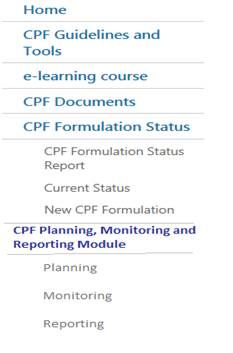 Home
CPF Guidelines and
Tools
e-learning course
CPF Documents
CPF Formulation Status
CPF Formulation Status
Report
Current Status
New CPF Formulation
CPF Planning, Monitoring and
Reporting Module
Planning
Monitoring
Reporting